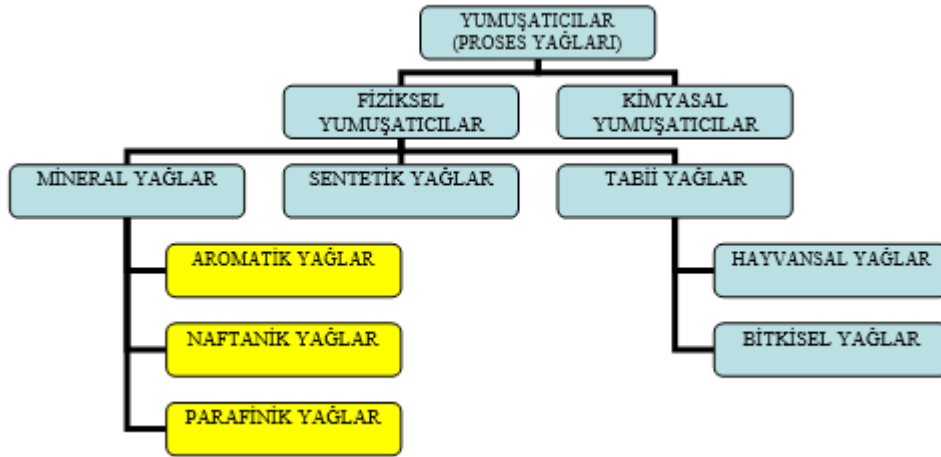 YUMUŞATICILAR
(PROSES YAĞLARI)
FİZİKSEL
YUMUŞATICILAR
KİMYASAL
YUMUŞATICILAR
MİNERAL YAĞLAR
SENTETİK YAĞLAR
TABİİ YAĞLAR
AROMATİK YAĞLAR
HAYVANSAL YAĞLAR
NAFTANİK YAĞLAR
BİTKİSEL YAĞLAR
PARAFİNİK YAĞLAR